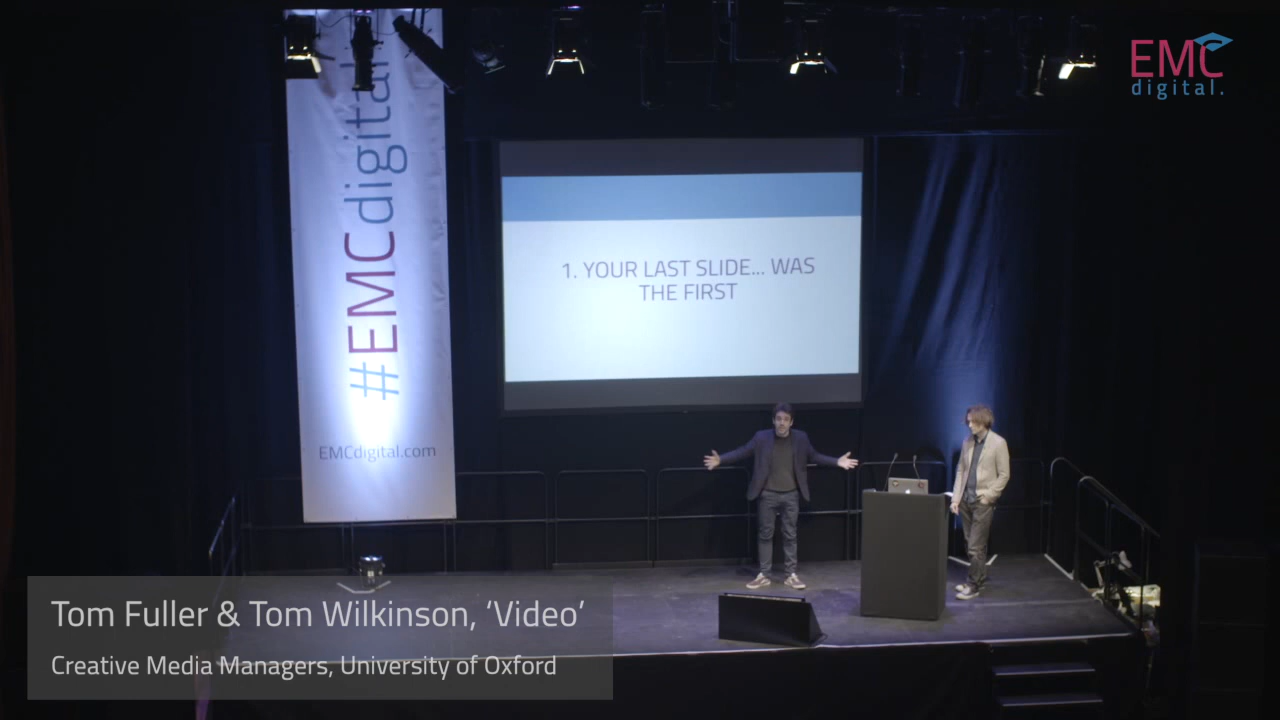 EMC
digital.
#EMCdigital
EMCdigital.com
1. YOUR LAST SLIDE... WAS
THE FIRST
Tom Fuller & Tom Wilkinson, ‘Video’
Creative Media Managers, University of Oxford